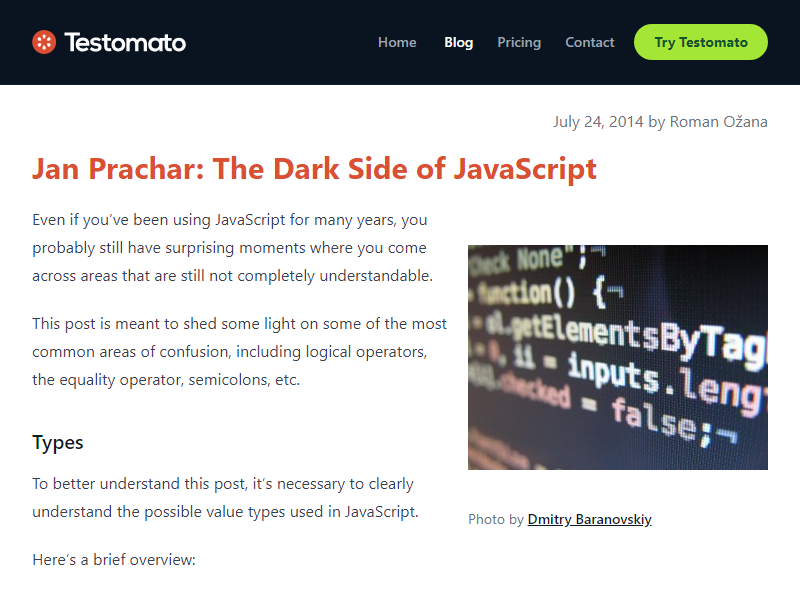 Testomato
Home Blog Pricing Contact Try Testomato
July 24, 2014 by Roman Ožana
Jan Prachar: The Dark Side of JavaScript
Even if you’ve been using JavaScript for many years, you
probably still have surprising moments where you come
across areas that are still not completely understandable.
This post is meant to shed some light on some of the most
common areas of confusion, including logical operators,
the equality operator, semicolons, etc.
Check None";¬
function() {¬
= el.getElementsByTag
ii = inputs.leng
.checked = false;¬
Photo by Dmitry Baranovskiy
Types
To better understand this post, it’s necessary to clearly
understand the possible value types used in JavaScript.
Here’s a brief overview: